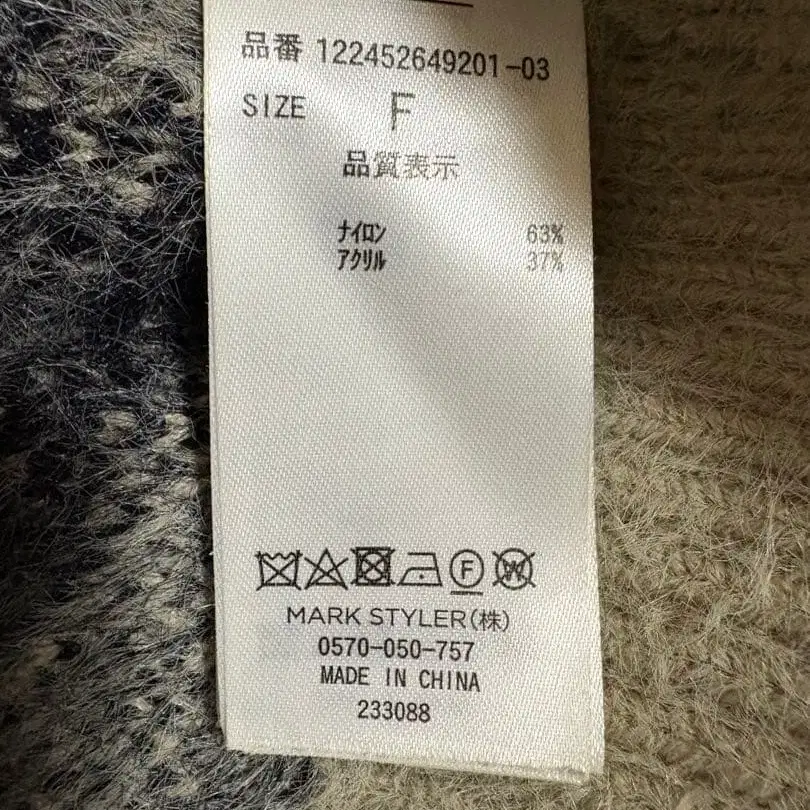 品番 122452649201-03
SIZE F
品質表示
ナイロン 63%
アクリル 37%
F W
MARK STYLER(株)
0570-050-757
MADE IN CHINA
233088